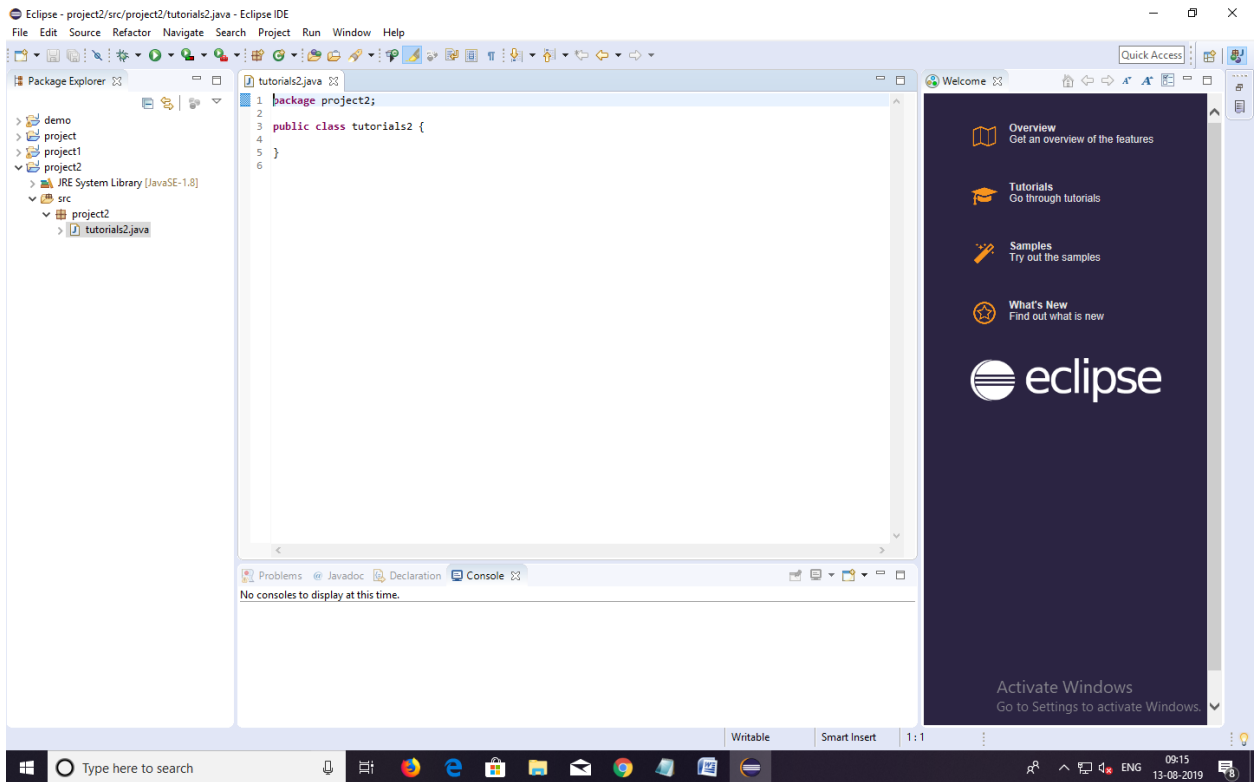 Eclipse - project2/src/project2/tutorials2.java - Eclipse IDE
File Edit Source Refactor Navigate Search Project Run Window Help
Quick Access
Package Explorer
demo
project
project1
project2
JRE System Library [JavaSE-1.8]
src
project2
tutorials2.java
tutorials2.java
1 package project2;
2
3 public class tutorials2 {
4
5 }
6
Problems @ Javadoc Declaration Console
No consoles to display at this time.
Welcome
Overview
Get an overview of the features
Tutorials
Go through tutorials
Samples
Try out the samples
What's New
Find out what is new
eclipse
Activate Windows
Go to Settings to activate Windows.
Writable Smart Insert 1 : 1
Type here to search
ENG
09:15
13-08-2019
8